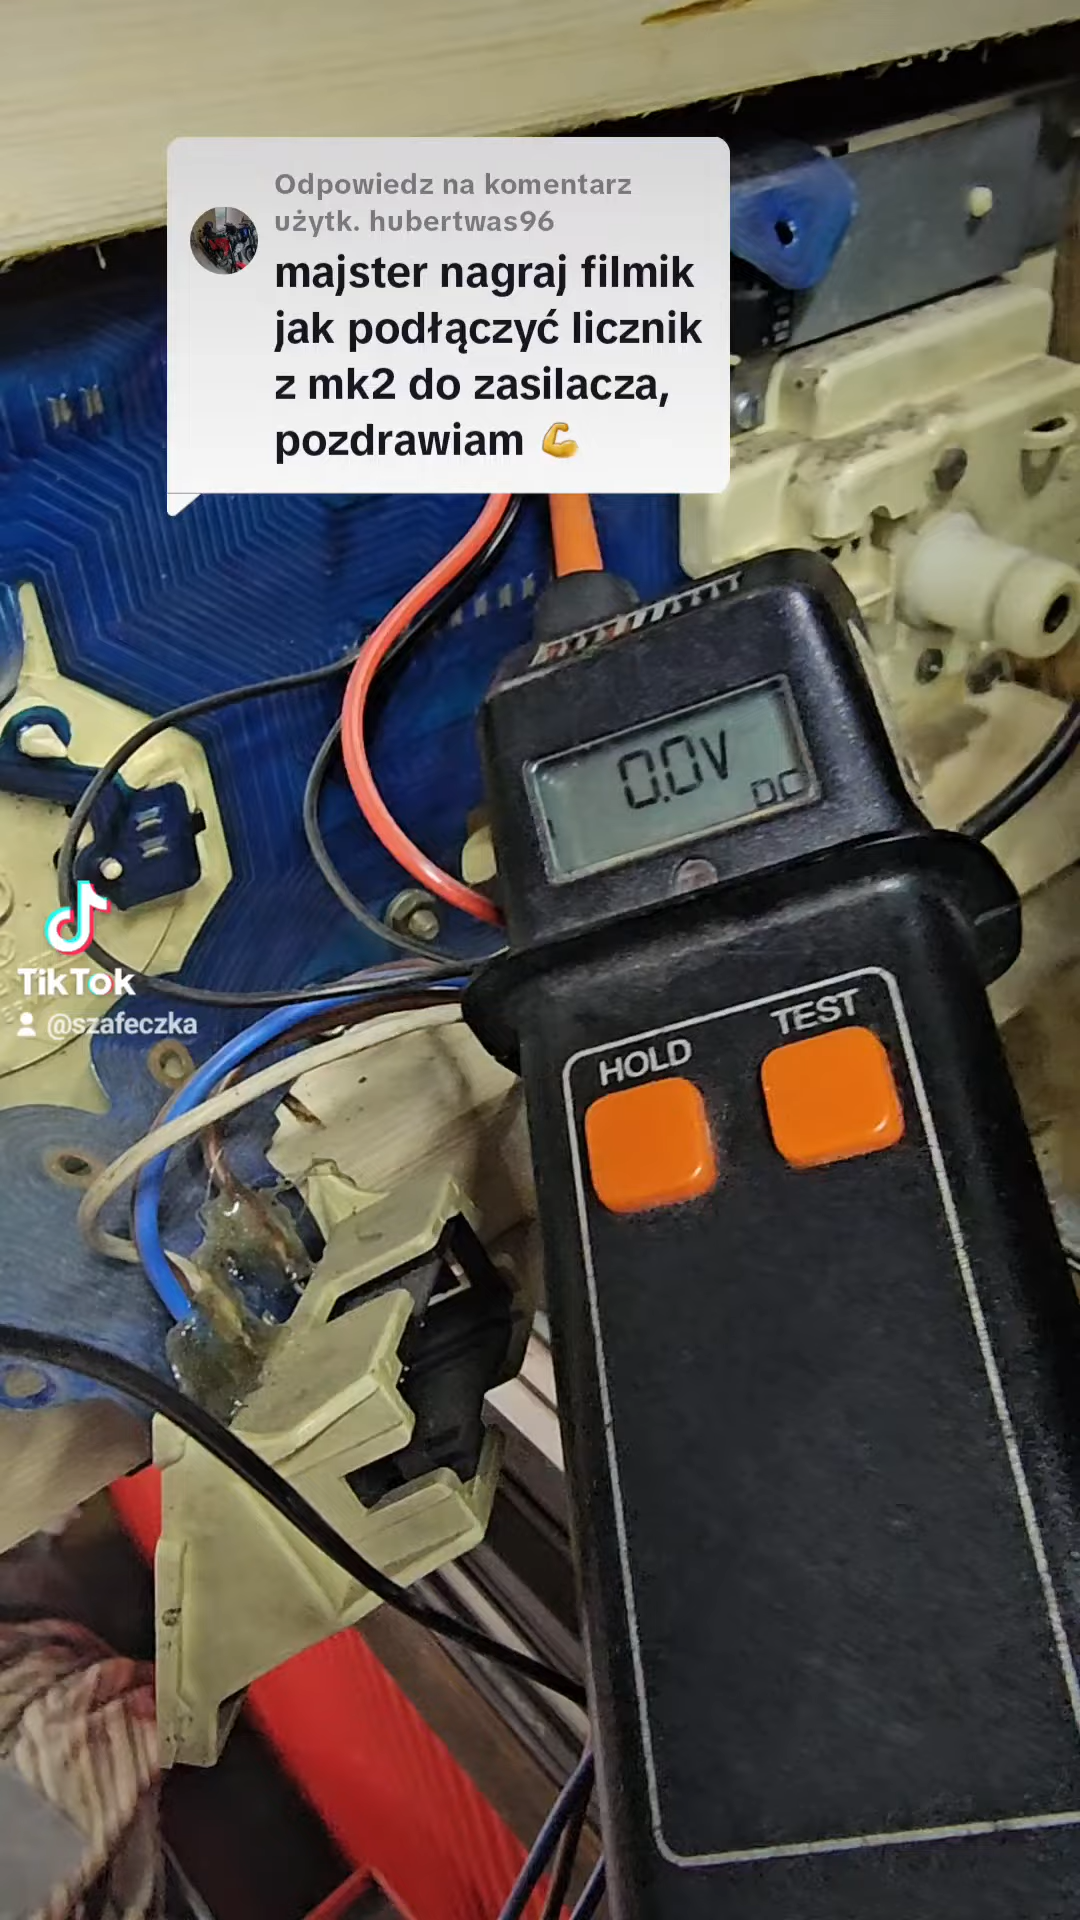 Odpowiedz na komentarz
użytk. hubertwas96
majster nagraj filmik
jak podłączyć licznik
z mk2 do zasilacza,
pozdrawiam 💪
0.0V
DC
HOLD
TEST
TikTok
@szafeczka